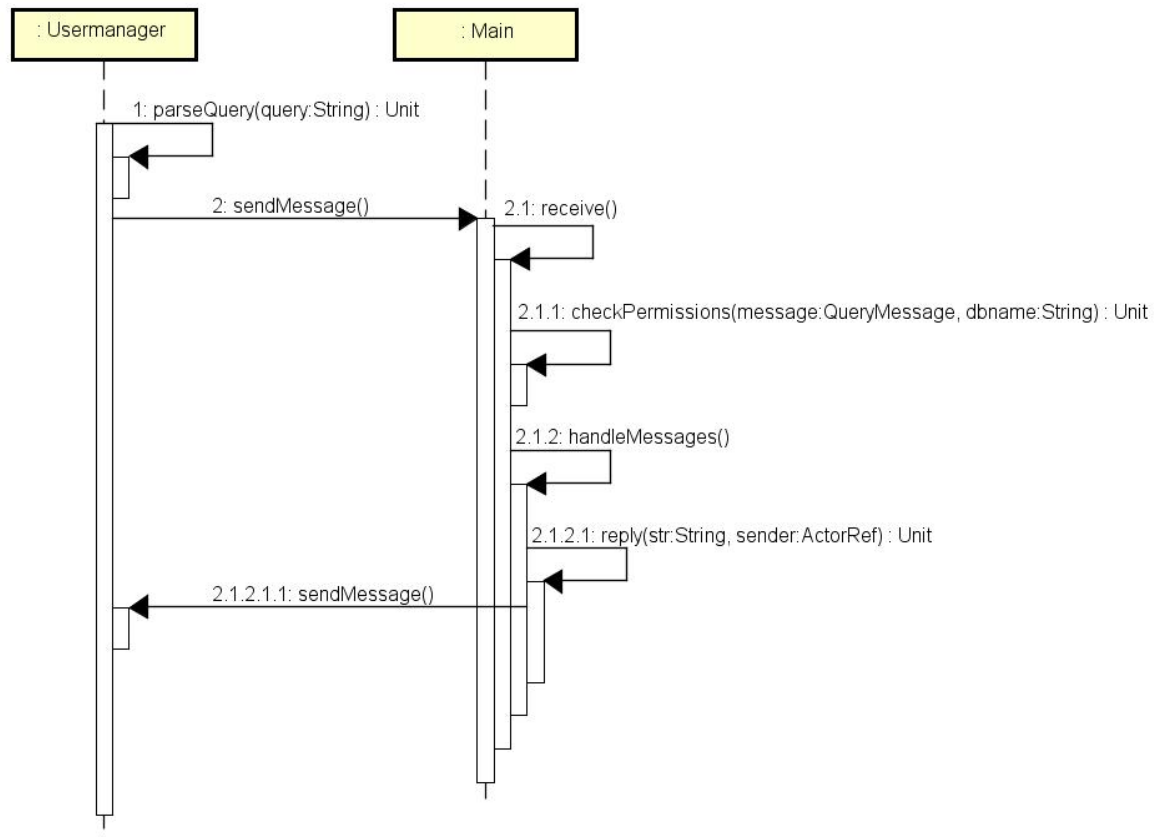 : Usermanager
: Main
1: parseQuery(query:String) : Unit
2: sendMessage()
2.1: receive()
2.1.1: checkPermissions(message:QueryMessage, dbname:String) : Unit
2.1.2: handleMessages()
2.1.2.1: reply(str:String, sender:ActorRef) : Unit
2.1.2.1.1: sendMessage()